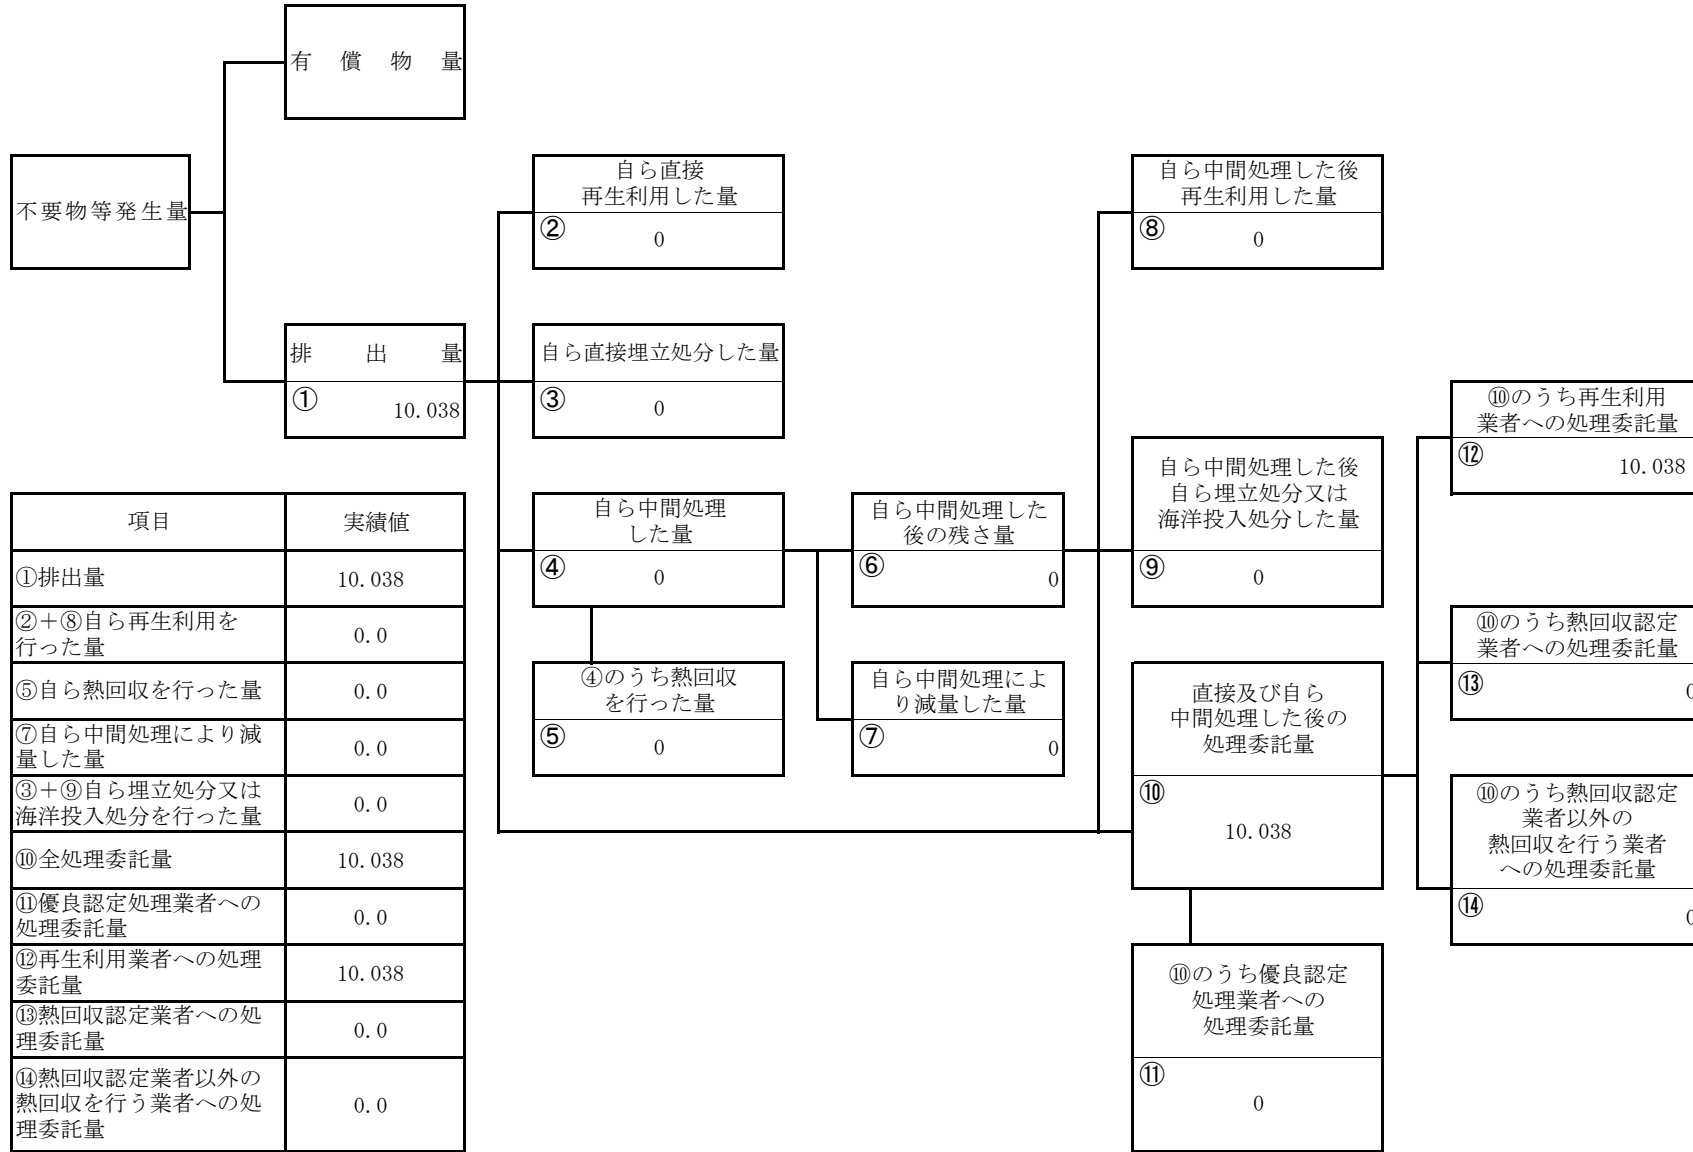 有償物量
不要物等発生量
排出量
① 10.038
自ら直接
再生利用した量
② 0
自ら直接埋立処分した量
③ 0
自ら中間処理
した量
④ 0
④のうち熱回収
を行った量
⑤ 0
自ら中間処理した
後の残さ量
⑥ 0
自ら中間処理によ
り減量した量
⑦ 0
自ら中間処理した後
再生利用した量
⑧ 0
自ら中間処理した後
自ら埋立処分又は
海洋投入処分した量
⑨ 0
直接及び自ら
中間処理した後の
処理委託量
⑩
10.038
⑩のうち優良認定
処理業者への
処理委託量
⑪
0
⑩のうち再生利用
業者への処理委託量
⑫ 10.038
⑩のうち熱回収認定
業者への処理委託量
⑬ 0
⑩のうち熱回収認定
業者以外の
熱回収を行う業者
への処理委託量
⑭ 0
項目 実績値
①排出量 10.038
②+⑧自ら再生利用を
行った量 0.0
⑤自ら熱回収を行った量 0.0
⑦自ら中間処理により減
量した量 0.0
③+⑨自ら埋立処分又は
海洋投入処分を行った量 0.0
⑩全処理委託量 10.038
⑪優良認定処理業者への
処理委託量 0.0
⑫再生利用業者への処理
委託量 10.038
⑬熱回収認定業者への処
理委託量 0.0
⑭熱回収認定業者以外の
熱回収を行う業者への処
理委託量 0.0